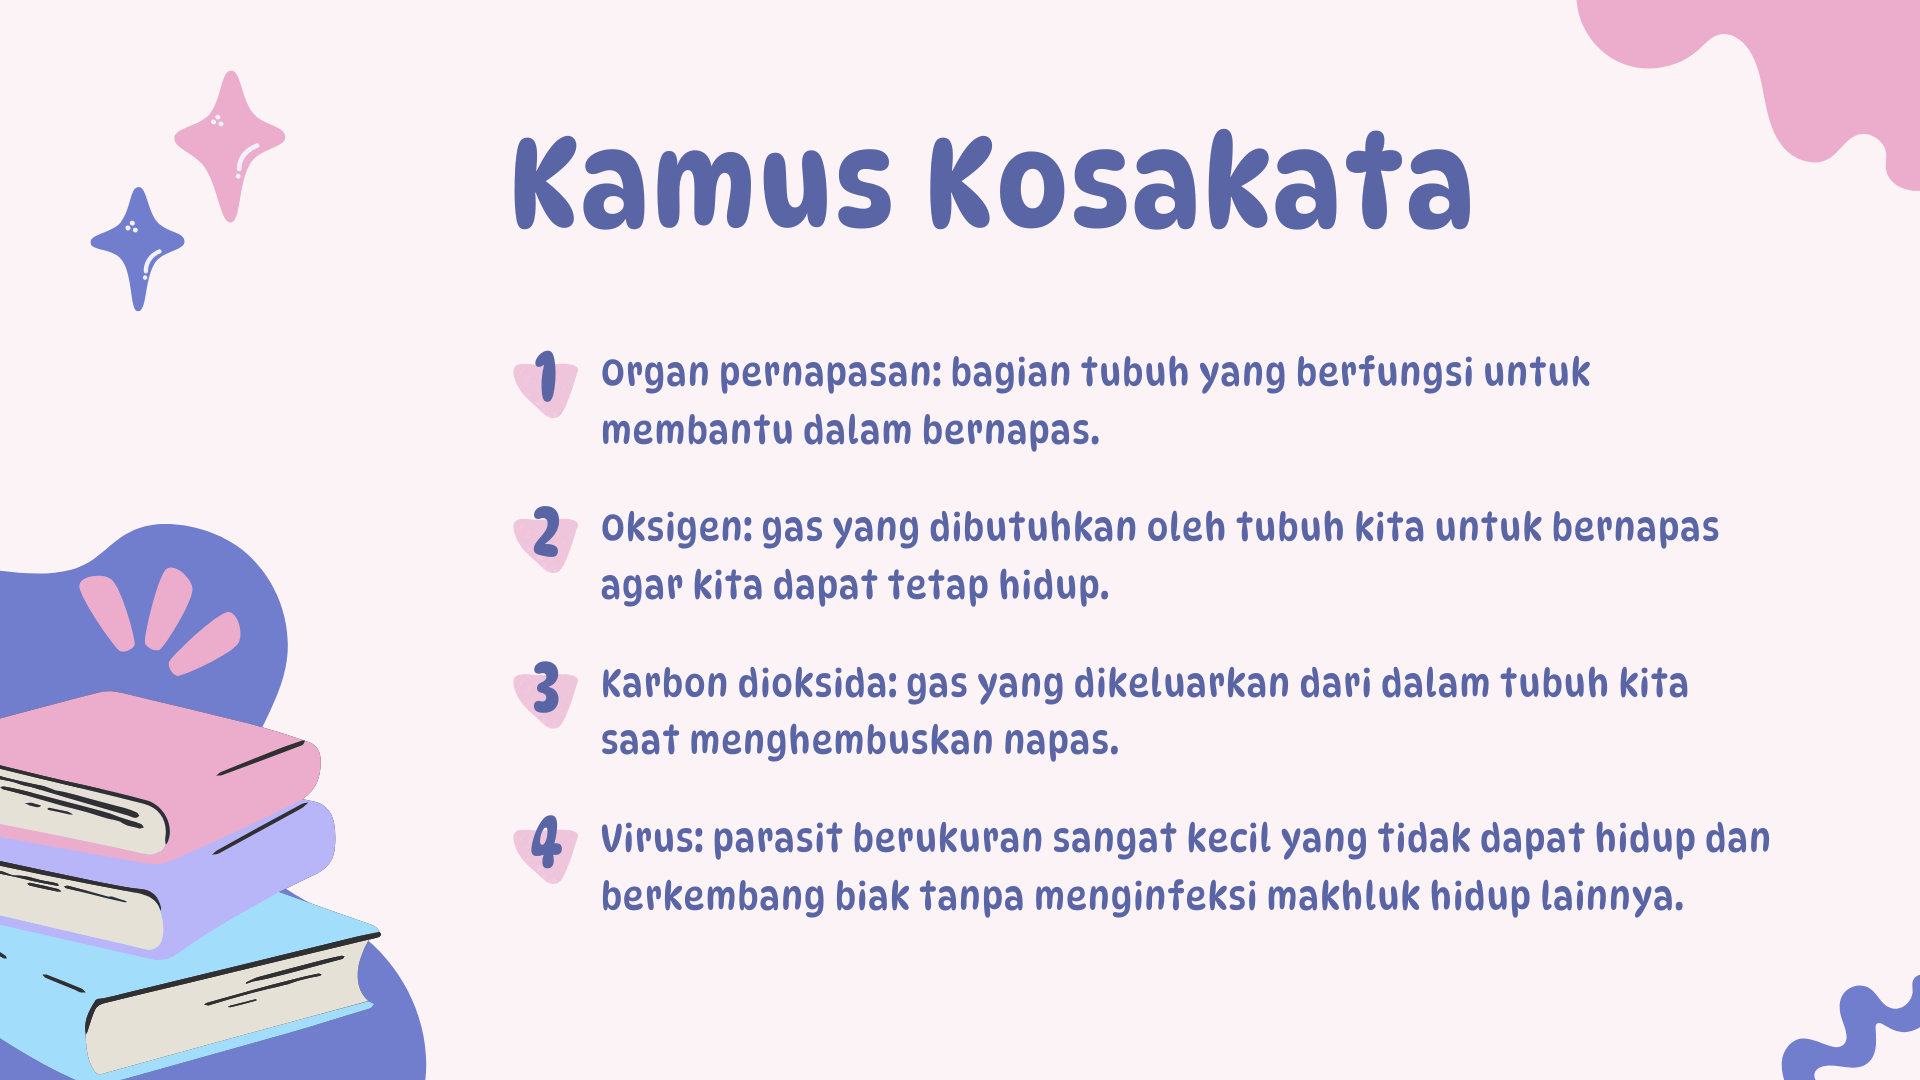 Kamus Kosakata
1 Organ pernapasan: bagian tubuh yang berfungsi untuk
membantu dalam bernapas.
2 Oksigen: gas yang dibutuhkan oleh tubuh kita untuk bernapas
agar kita dapat tetap hidup.
3 Karbon dioksida: gas yang dikeluarkan dari dalam tubuh kita
saat menghembuskan napas.
4 Virus: parasit berukuran sangat kecil yang tidak dapat hidup dan
berkembang biak tanpa menginfeksi makhluk hidup lainnya.